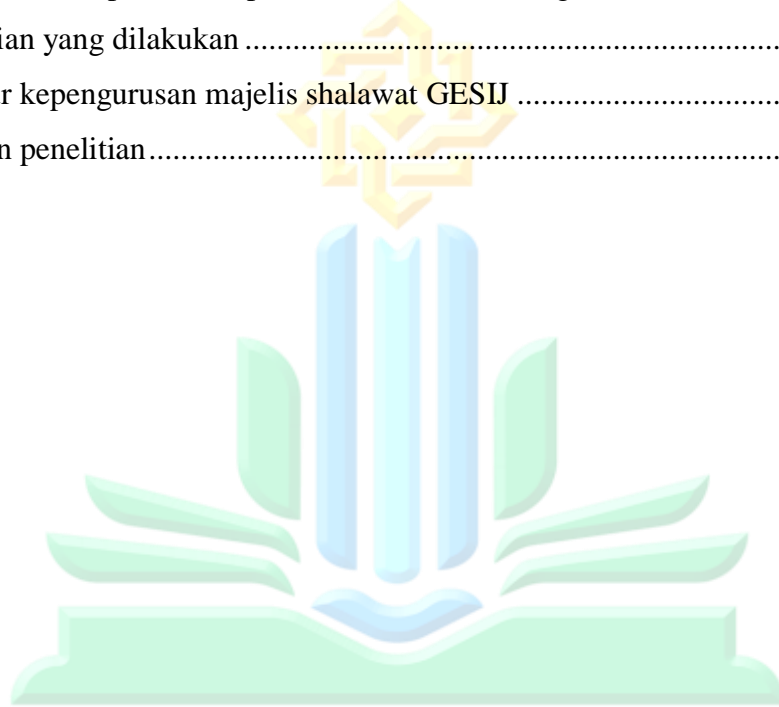 ian yang dilakukan ........................................................................
r kepengurusan majelis shalawat GESIJ ....................................
n penelitian....................................................................................